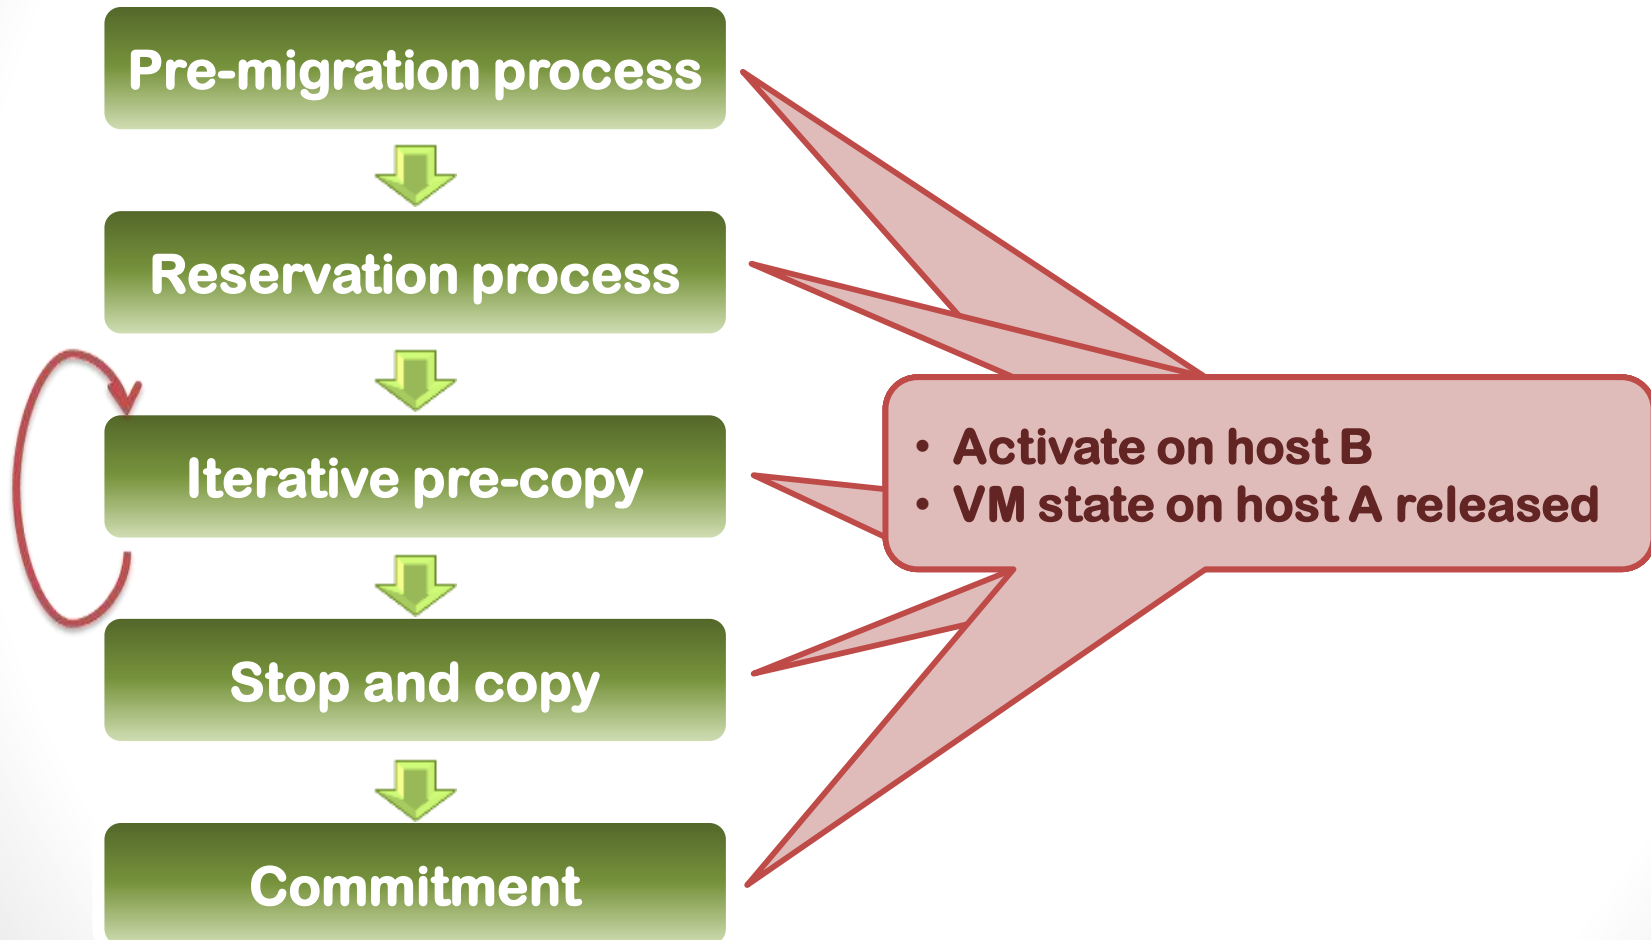 Pre-migration process
Reservation process
Iterative pre-copy
• Activate on host B
• VM state on host A released
Stop and copy
Commitment